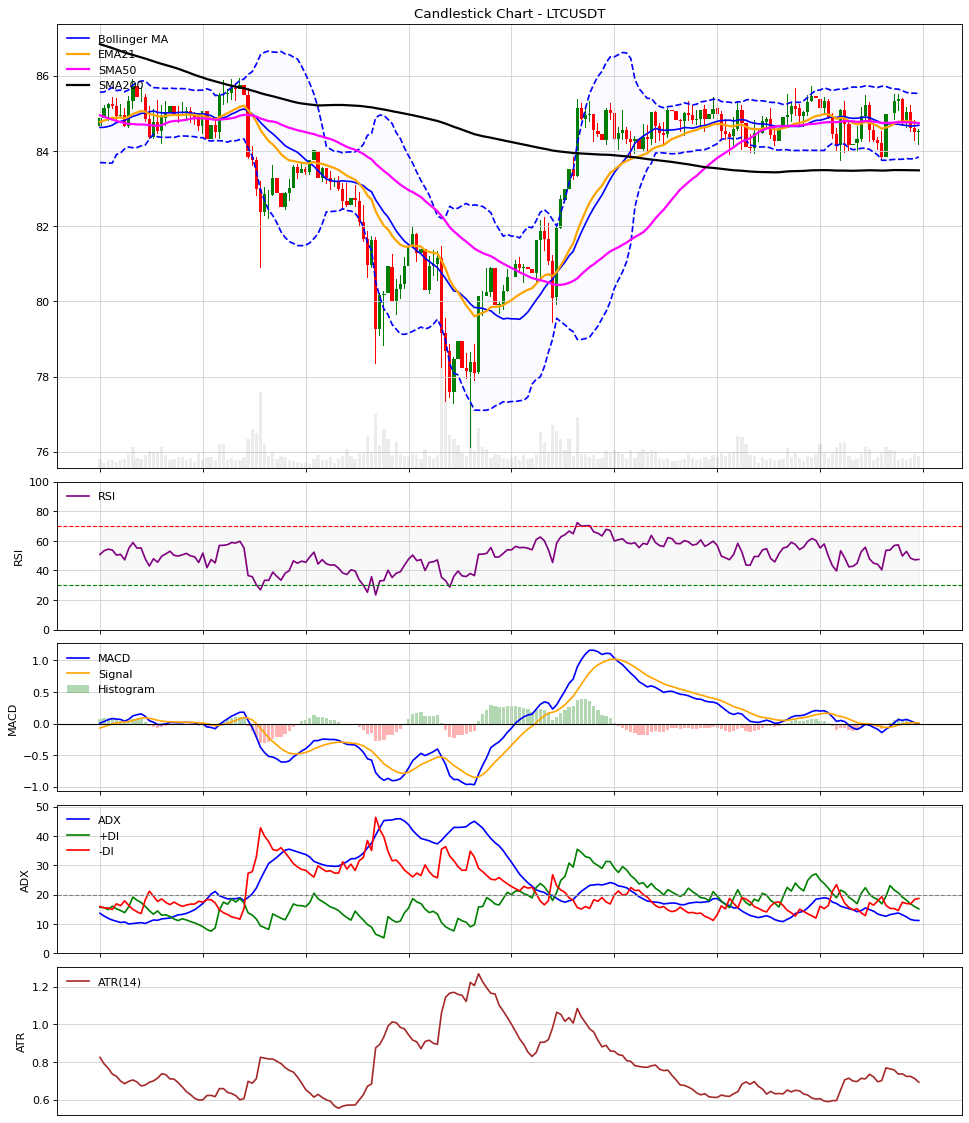 Candlestick Chart - LTCUSDT
Bollinger MA
EMA21
SMA50
SMA200
86
84
82
80
78
76
RSI
RSI
100
80
60
40
20
0
MACD
Signal
Histogram
MACD
1.0
0.5
0.0
−0.5
−1.0
ADX
+DI
-DI
ADX
50
40
30
20
10
0
ATR(14)
ATR
1.2
1.0
0.8
0.6